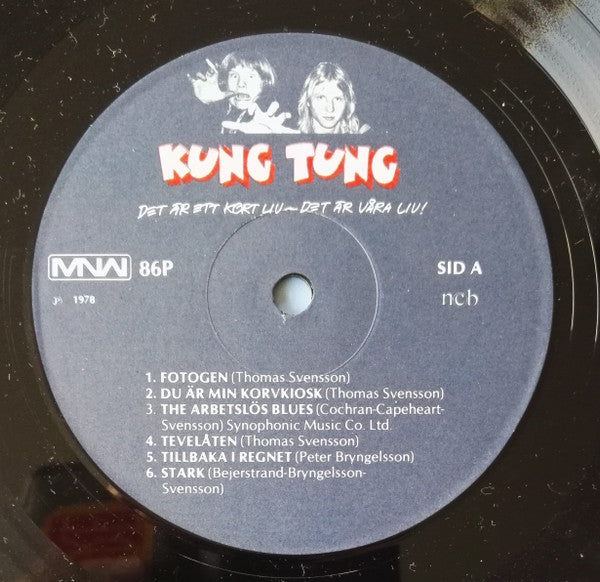 KUNG TUNG
DET ÄR ETT KORT LIV – DET ÄR VÅRA LIV!
MNW 86P
SID A
℗ 1978
ncb
1. FOTOGEN (Thomas Svensson)
2. DU ÄR MIN KORVKIOSK (Thomas Svensson)
3. THE ARBETSLÖS BLUES (Cochran-Capeheart-
Svensson) Synophonic Music Co. Ltd.
4. TEVELÅTEN (Thomas Svensson)
5. TILLBAKA I REGNET (Peter Bryngelsson)
6. STARK (Bejerstrand-Bryngelsson-
Svensson)